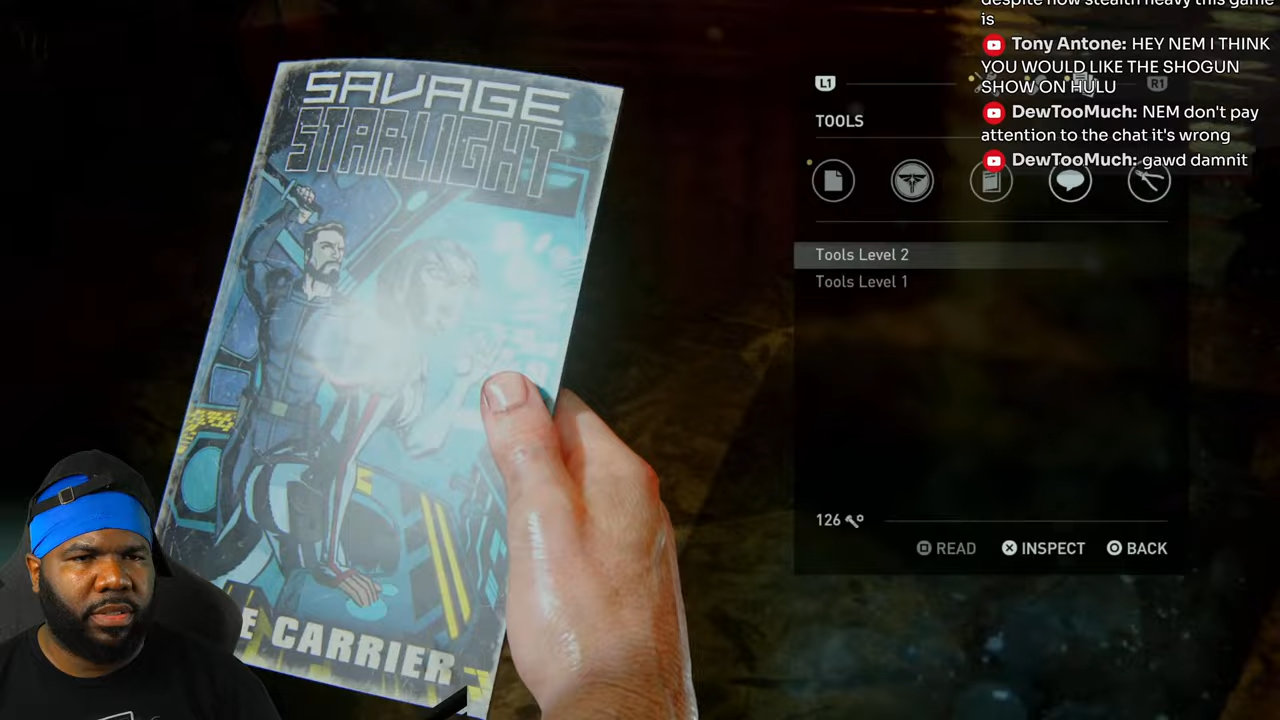 despite how stealth heavy this game
is
Tony Antone: HEY NEM I THINK
YOU WOULD LIKE THE SHOGUN
SHOW ON HULU
DewTooMuch: NEM don't pay
attention to the chat it's wrong
DewTooMuch: gawd damnit
L1
R1
TOOLS
Tools Level 2
Tools Level 1
126
READ
INSPECT
BACK
SAVAGE
STARLIGHT
E CARRIER